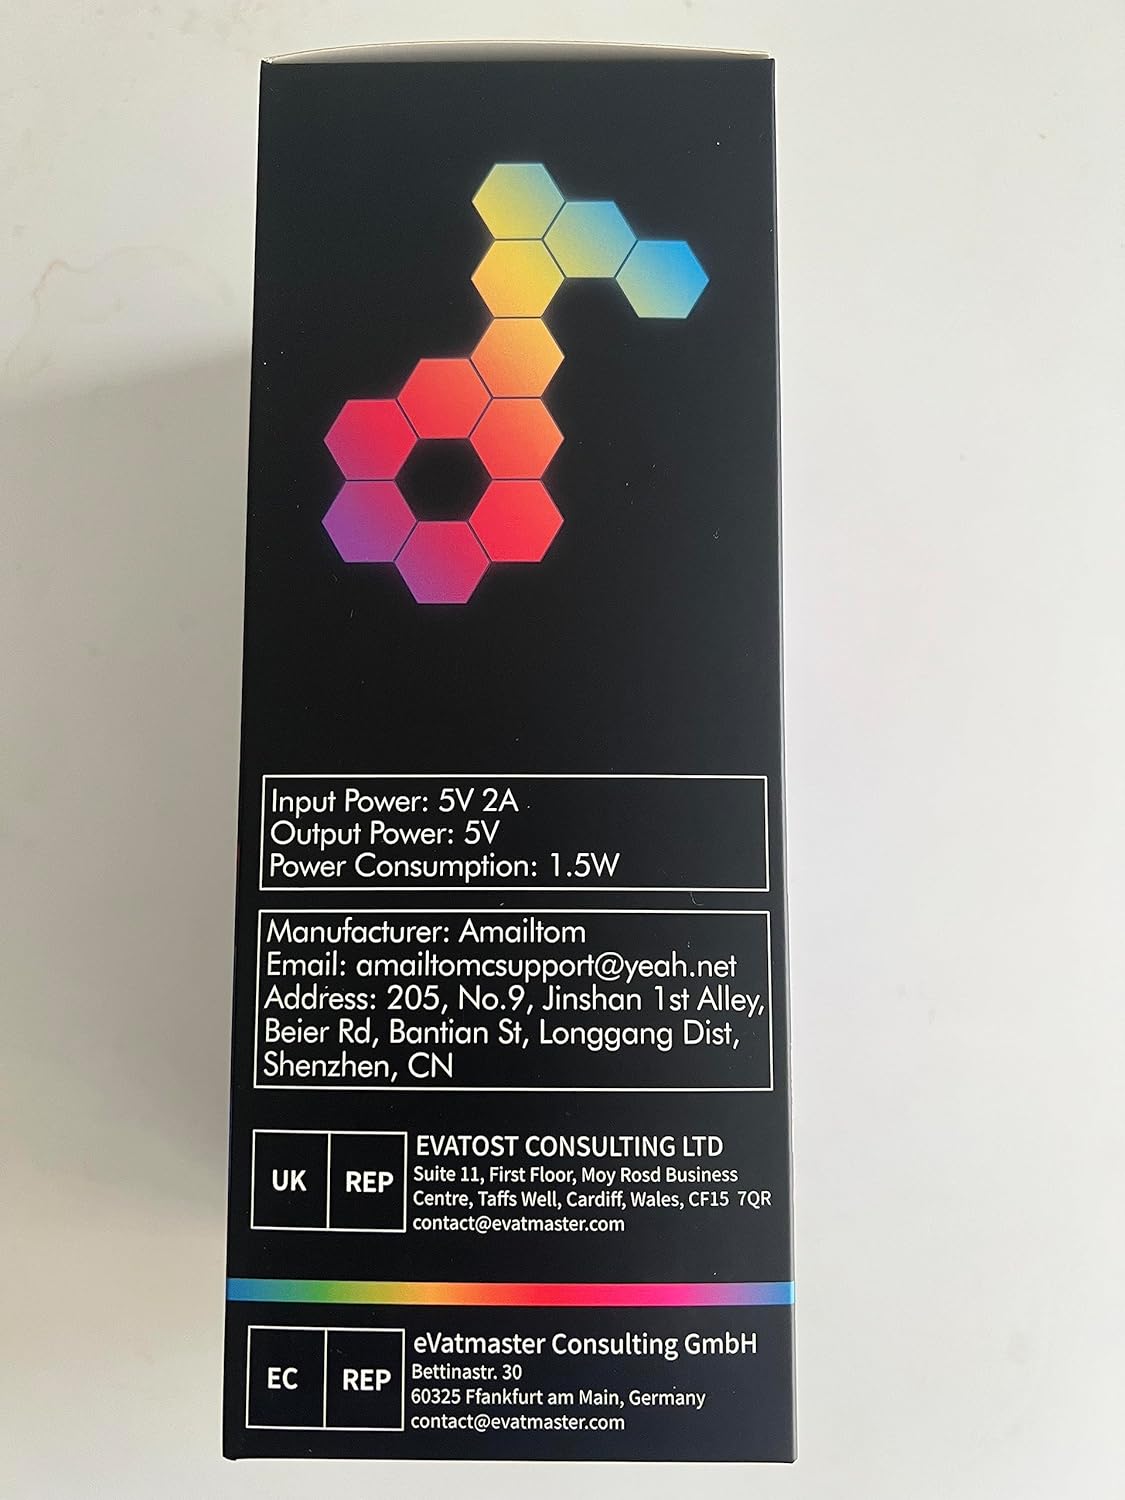 Input Power: 5V 2A
Output Power: 5V
Power Consumption: 1.5W
Manufacturer: Amailtom
Email: amailtomcsupport@yeah.net
Address: 205, No.9, Jinshan 1st Alley,
Beier Rd, Bantian St, Longgang Dist,
Shenzhen, CN
UK REP
EVATOST CONSULTING LTD
Suite 11, First Floor, Moy Rosd Business
Centre, Taffs Well, Cardiff, Wales, CF15 7QR
contact@evatmaster.com
EC REP
eVatmaster Consulting GmbH
Bettinastr. 30
60325 Ffankfurt am Main, Germany
contact@evatmaster.com